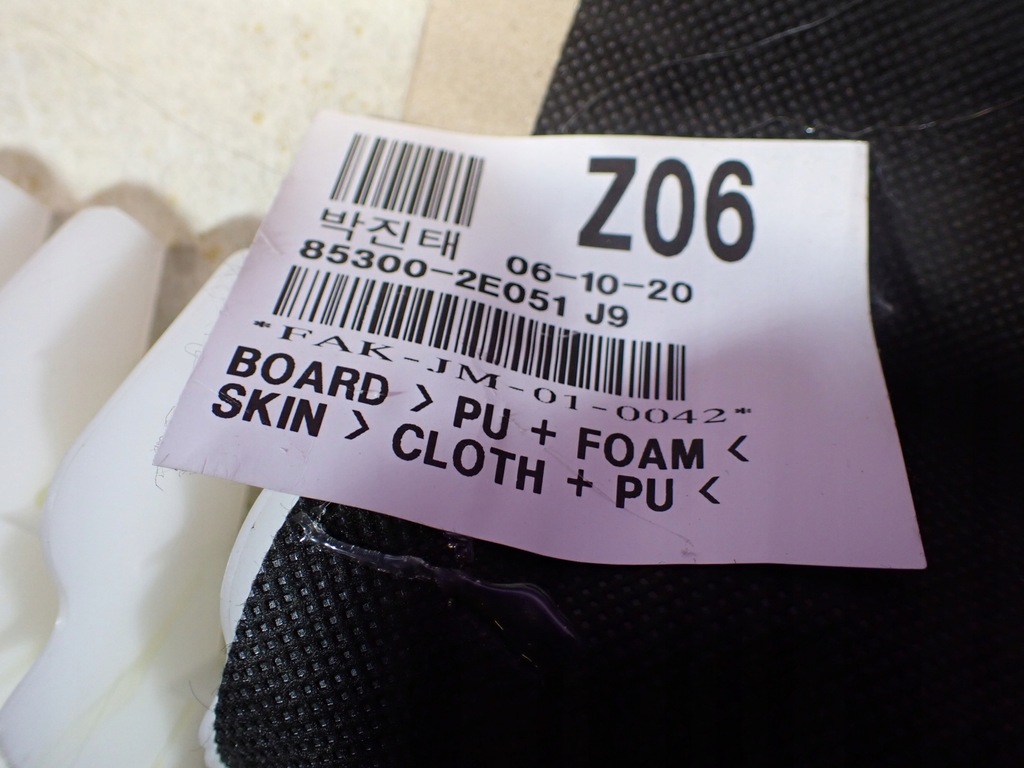 Z06
박진태 06-10-20
85300-2E051 J9
*FAK-JM-01-0042*
BOARD > PU + FOAM <
SKIN > CLOTH + PU <